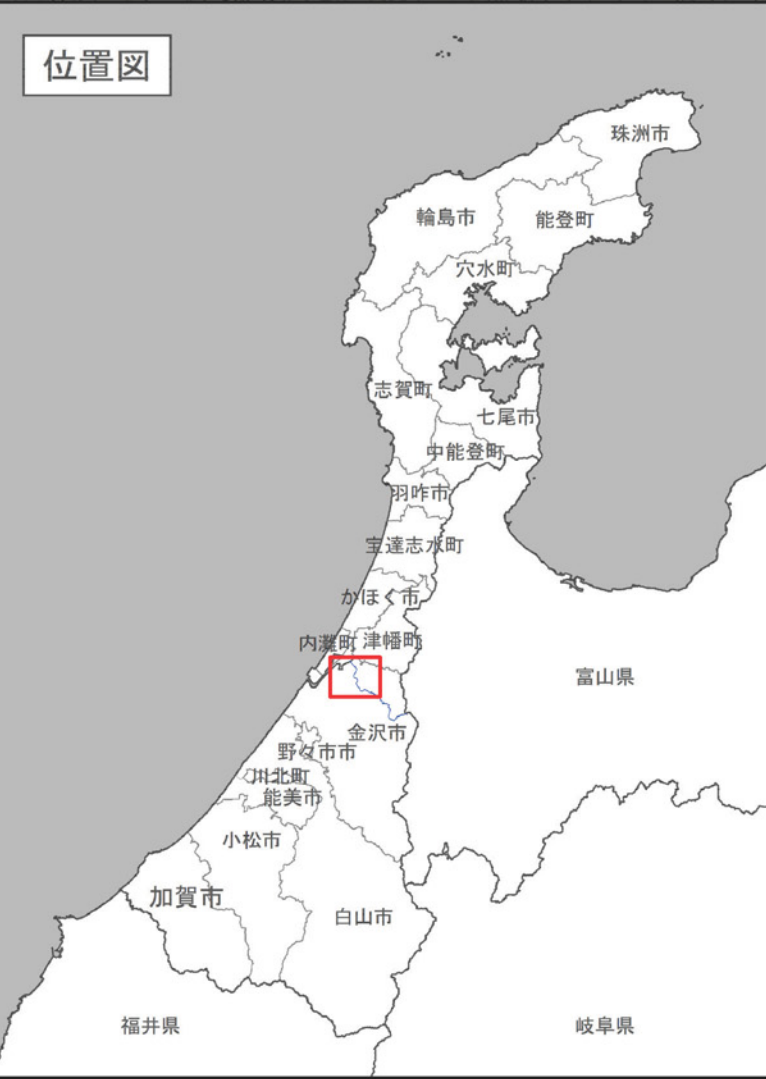 位置図
珠洲市
輪島市
能登町
穴水町
志賀町
七尾市
中能登町
羽咋市
宝達志水町
かほく市
内灘町
津幡町
富山県
金沢市
野々市市
川北町
能美市
小松市
加賀市
白山市
福井県
岐阜県